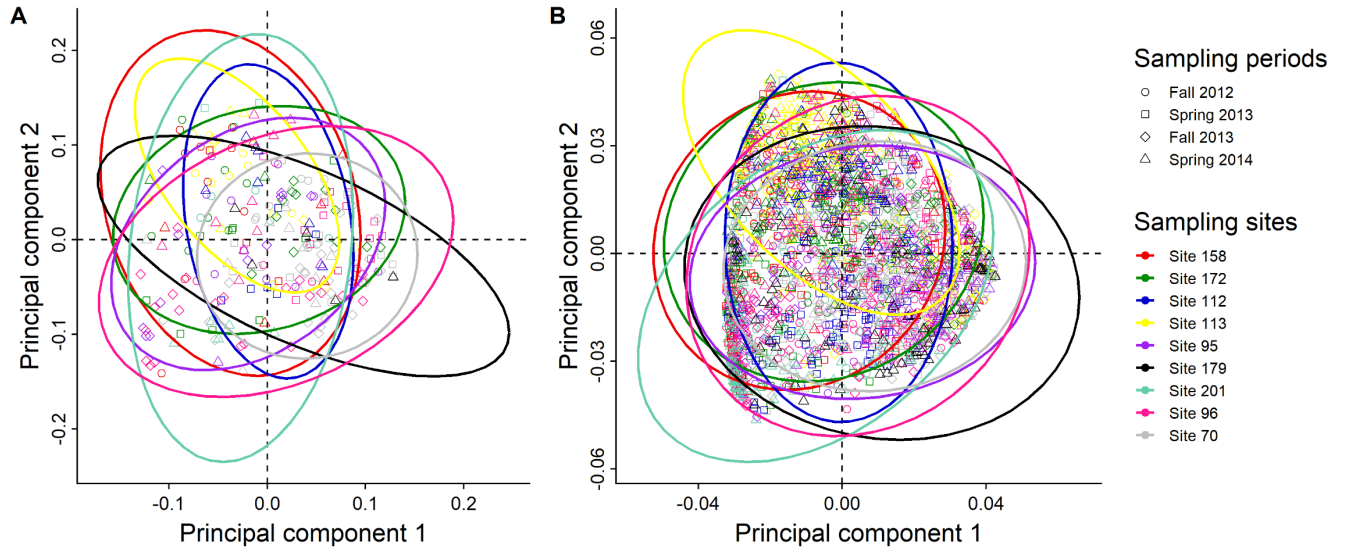 A
0.2
0.1
0.0
-0.1
-0.2
Principal component 2
-0.1
0.0
0.1
0.2
Principal component 1
B
0.06
0.03
0.00
-0.03
-0.06
Principal component 2
-0.04
0.00
0.04
Principal component 1
Sampling periods
Fall 2012
Spring 2013
Fall 2013
Spring 2014
Sampling sites
Site 158
Site 172
Site 112
Site 113
Site 95
Site 179
Site 201
Site 96
Site 70